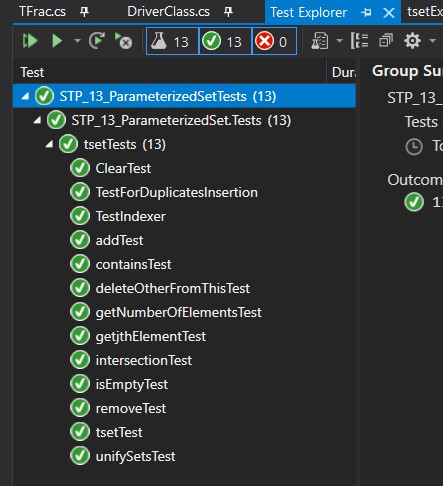 TFrac.cs DriverClass.cs Test Explorer tsetEx
13 13 0
Test Dura Group Su
STP_13_ParameterizedSetTests (13) STP_13_
STP_13_ParameterizedSet.Tests (13) Tests
tsetTests (13) To
ClearTest
TestForDuplicatesInsertion Outcom
TestIndexer 1
addTest
containsTest
deleteOtherFromThisTest
getNumberOfElementsTest
getjthElementTest
intersectionTest
isEmptyTest
removeTest
tsetTest
unifySetsTest